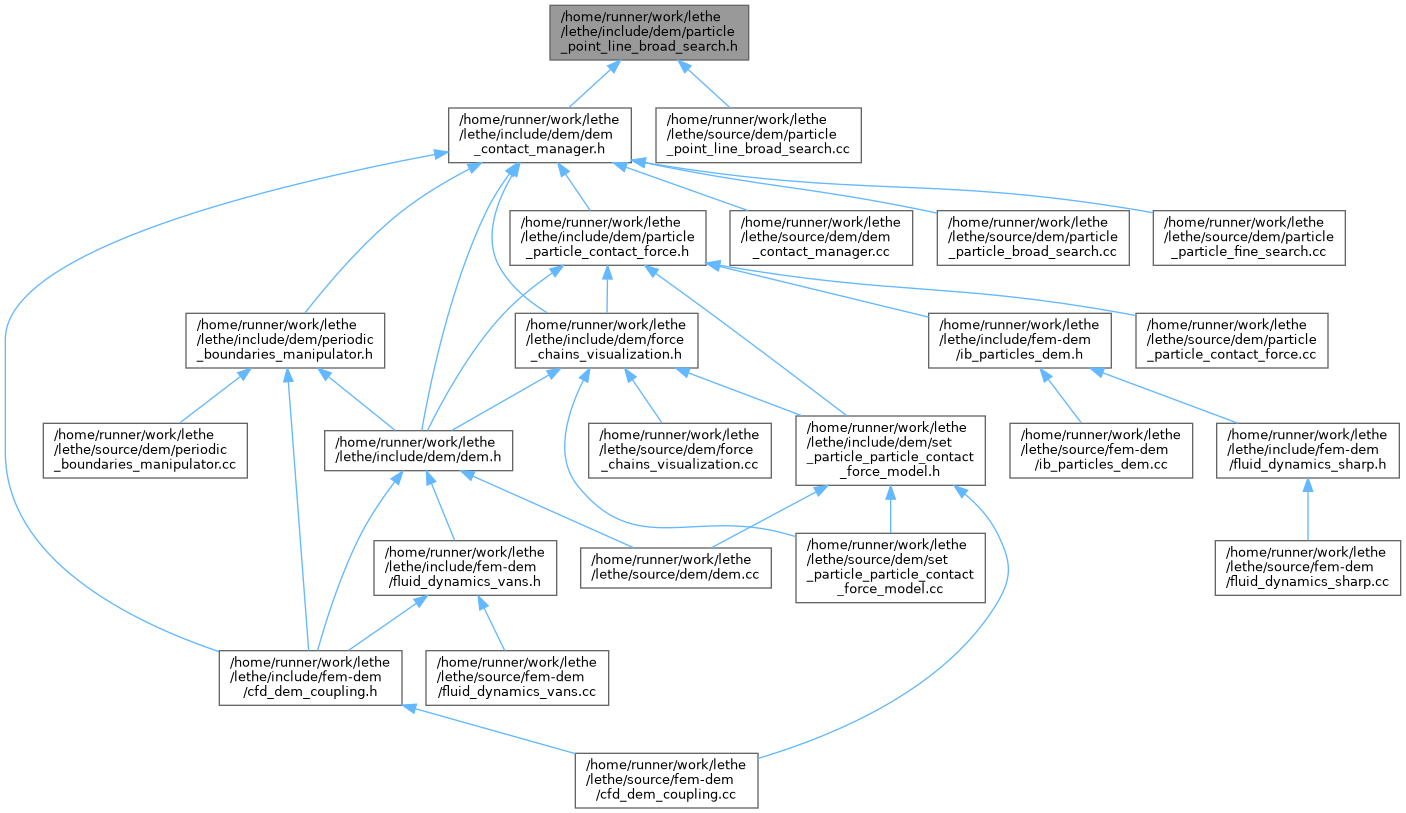 /home/runner/work/lethe
/lethe/include/dem/particle
_point_line_broad_search.h
/home/runner/work/lethe
/lethe/include/dem/dem
_contact_manager.h
/home/runner/work/lethe
/lethe/source/dem/particle
_point_line_broad_search.cc
/home/runner/work/lethe
/lethe/include/dem/particle
_particle_contact_force.h
/home/runner/work/lethe
/lethe/source/dem/dem
_contact_manager.cc
/home/runner/work/lethe
/lethe/source/dem/particle
_particle_broad_search.cc
/home/runner/work/lethe
/lethe/source/dem/particle
_particle_fine_search.cc
/home/runner/work/lethe
/lethe/include/dem/periodic
_boundaries_manipulator.h
/home/runner/work/lethe
/lethe/include/dem/force
_chains_visualization.h
/home/runner/work/lethe
/lethe/include/fem-dem
/ib_particles_dem.h
/home/runner/work/lethe
/lethe/source/dem/particle
_particle_contact_force.cc
/home/runner/work/lethe
/lethe/source/dem/periodic
_boundaries_manipulator.cc
/home/runner/work/lethe
/lethe/include/dem/dem.h
/home/runner/work/lethe
/lethe/source/dem/force
_chains_visualization.cc
/home/runner/work/lethe
/lethe/include/dem/set
_particle_particle_contact
_force_model.h
/home/runner/work/lethe
/lethe/source/fem-dem
/ib_particles_dem.cc
/home/runner/work/lethe
/lethe/include/fem-dem
/fluid_dynamics_sharp.h
/home/runner/work/lethe
/lethe/include/fem-dem
/fluid_dynamics_vans.h
/home/runner/work/lethe
/lethe/source/dem/dem.cc
/home/runner/work/lethe
/lethe/source/dem/set
_particle_particle_contact
_force_model.cc
/home/runner/work/lethe
/lethe/source/fem-dem
/fluid_dynamics_sharp.cc
/home/runner/work/lethe
/lethe/include/fem-dem
/cfd_dem_coupling.h
/home/runner/work/lethe
/lethe/source/fem-dem
/fluid_dynamics_vans.cc
/home/runner/work/lethe
/lethe/source/fem-dem
/cfd_dem_coupling.cc